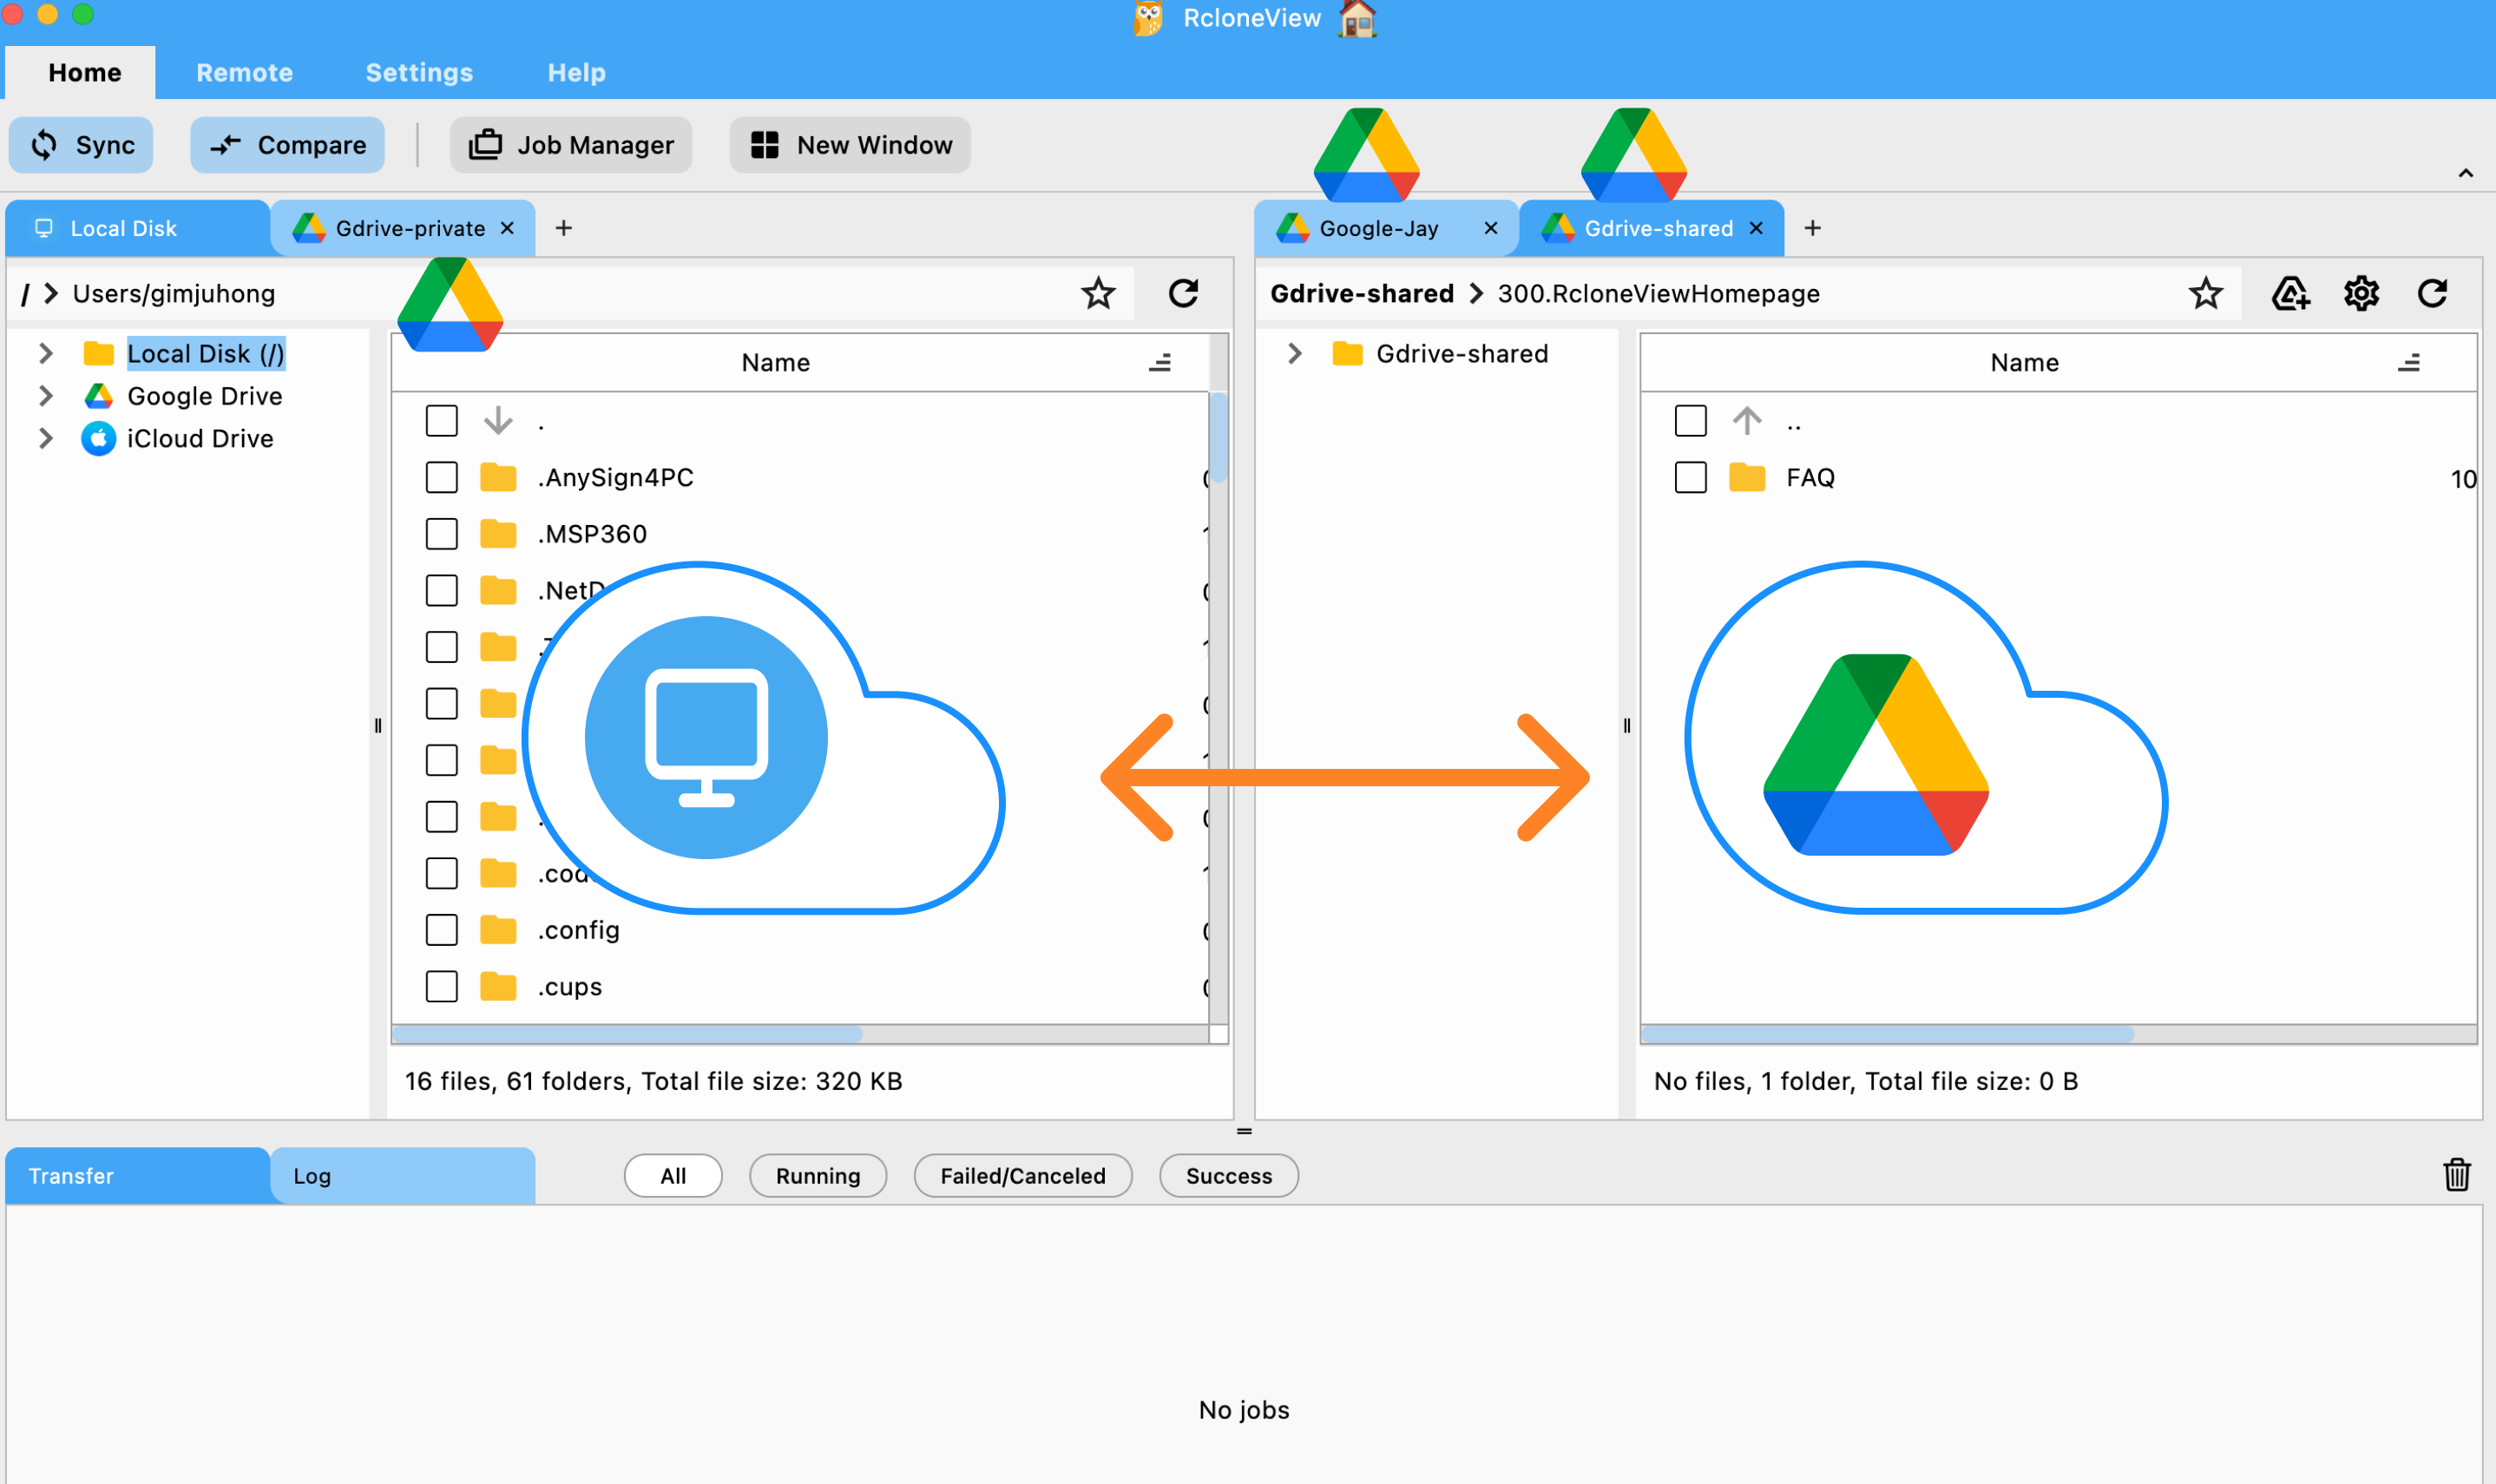 RcloneView
Home Remote Settings Help
Sync Compare Job Manager New Window
Local Disk Gdrive-private Google-Jay Gdrive-shared
/ Users/gimjuhong
Gdrive-shared 300.RcloneViewHomepage
Local Disk (/)
Google Drive
iCloud Drive
Name
.
.AnySign4PC
.MSP360
.config
.cups
16 files, 61 folders, Total file size: 320 KB
Gdrive-shared
Name
..
FAQ 10
No files, 1 folder, Total file size: 0 B
Transfer Log All Running Failed/Canceled Success
No jobs